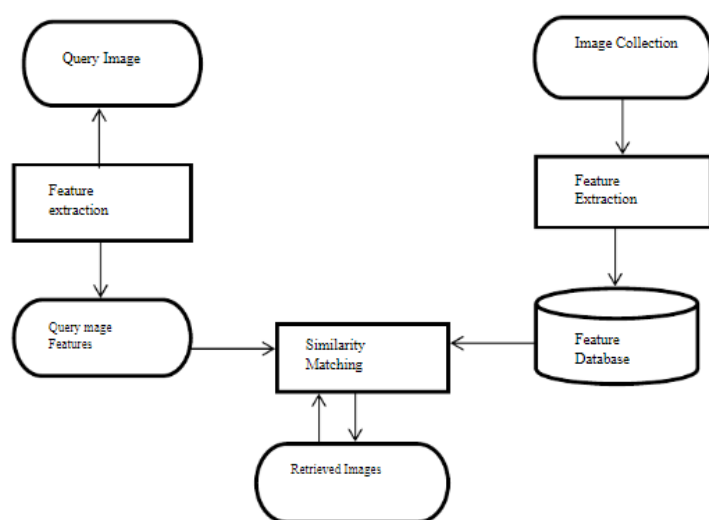 Query Image
Image Collection
Feature
extraction
Feature
Extraction
Query mage
Features
Similarity
Matching
Feature
Database
Retrieved Images